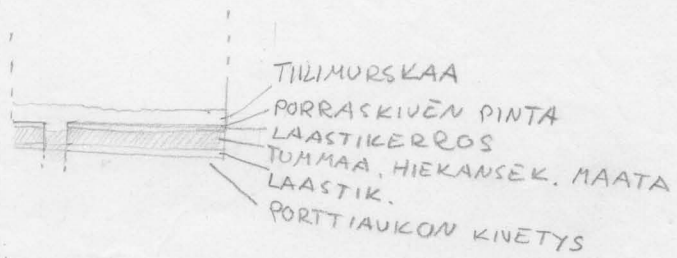 TIILIMURSKAA
PORRASKIVEN PINTA
LAASTIKERROS
TUMMAA, HIEKANSEK. MAATA
LAASTIK.
PORTTIAUKON KIVETYS